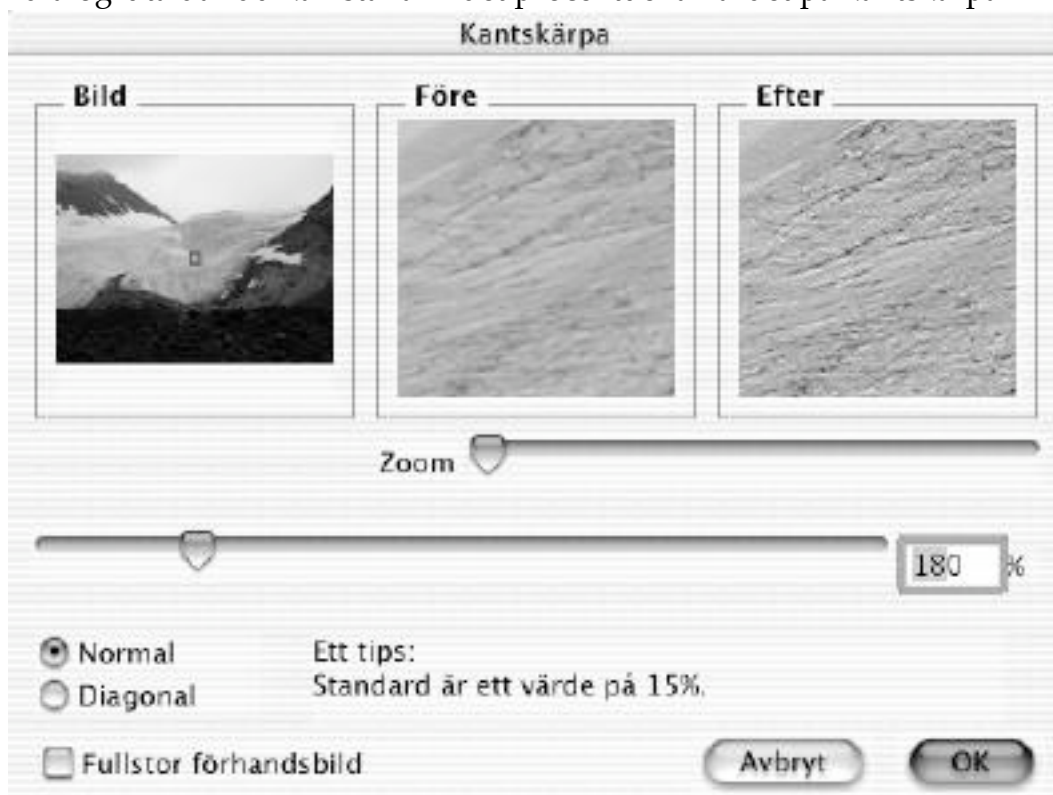 Kantskärpa
Bild Före Efter
Zoom
180 %
Normal
Diagonal
Ett tips:
Standard är ett värde på 15%.
Fullstor förhandsbild
Avbryt OK